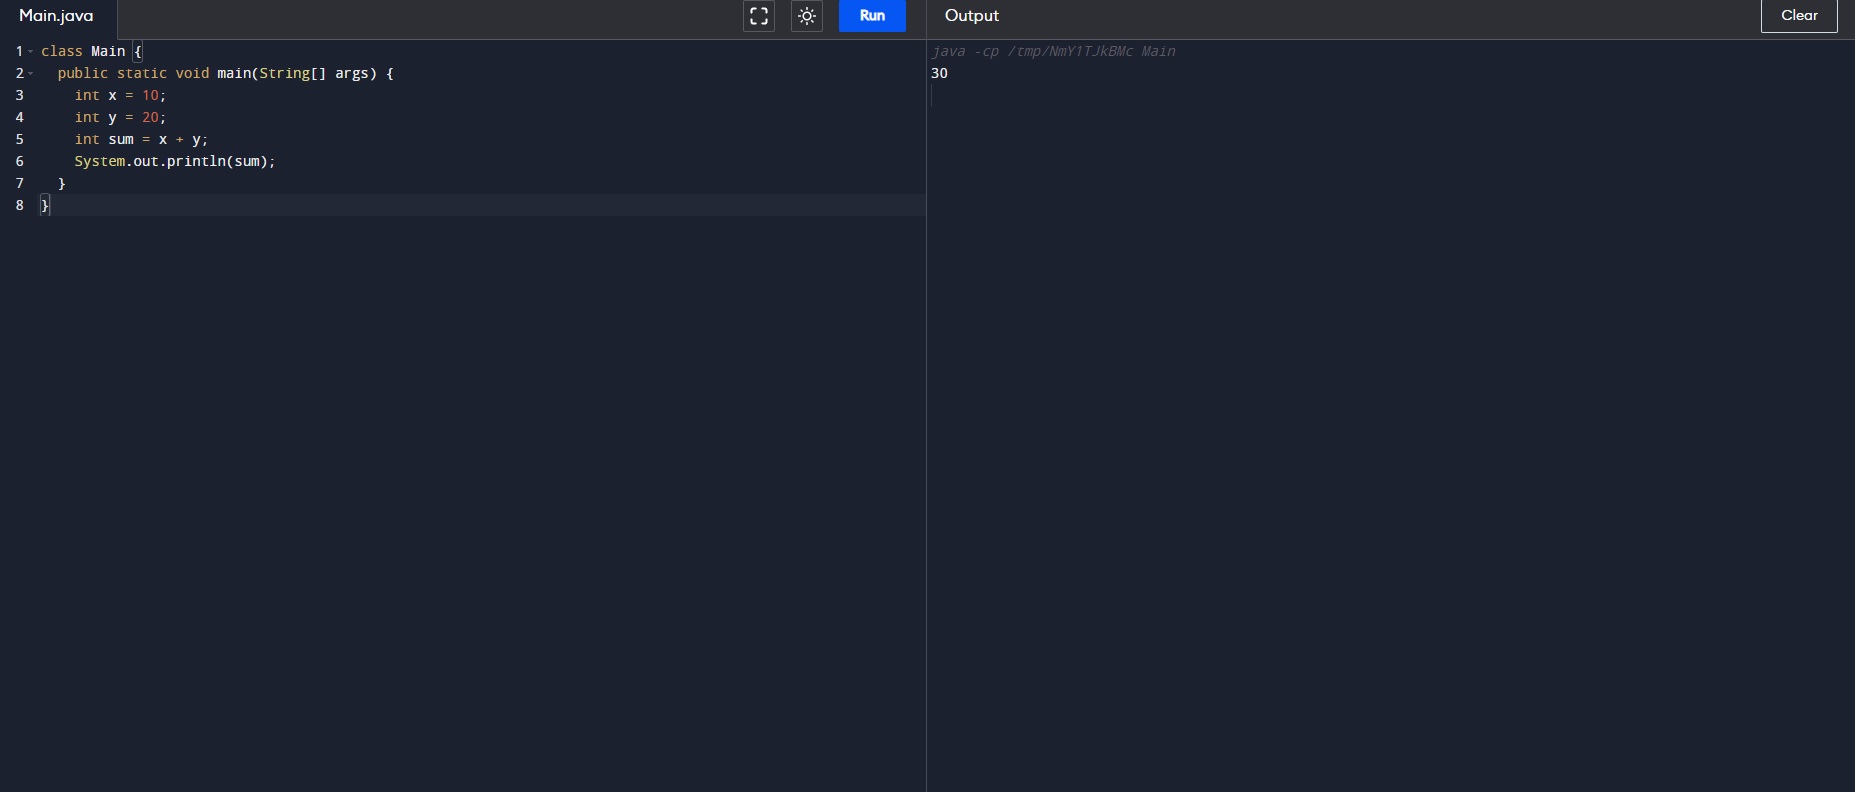 Main.java Run Output Clear
1 class Main {
2 public static void main(String[] args) {
3 int x = 10;
4 int y = 20;
5 int sum = x + y;
6 System.out.println(sum);
7 }
8 }
java -cp /tmp/NmY1TJkBMc Main
30